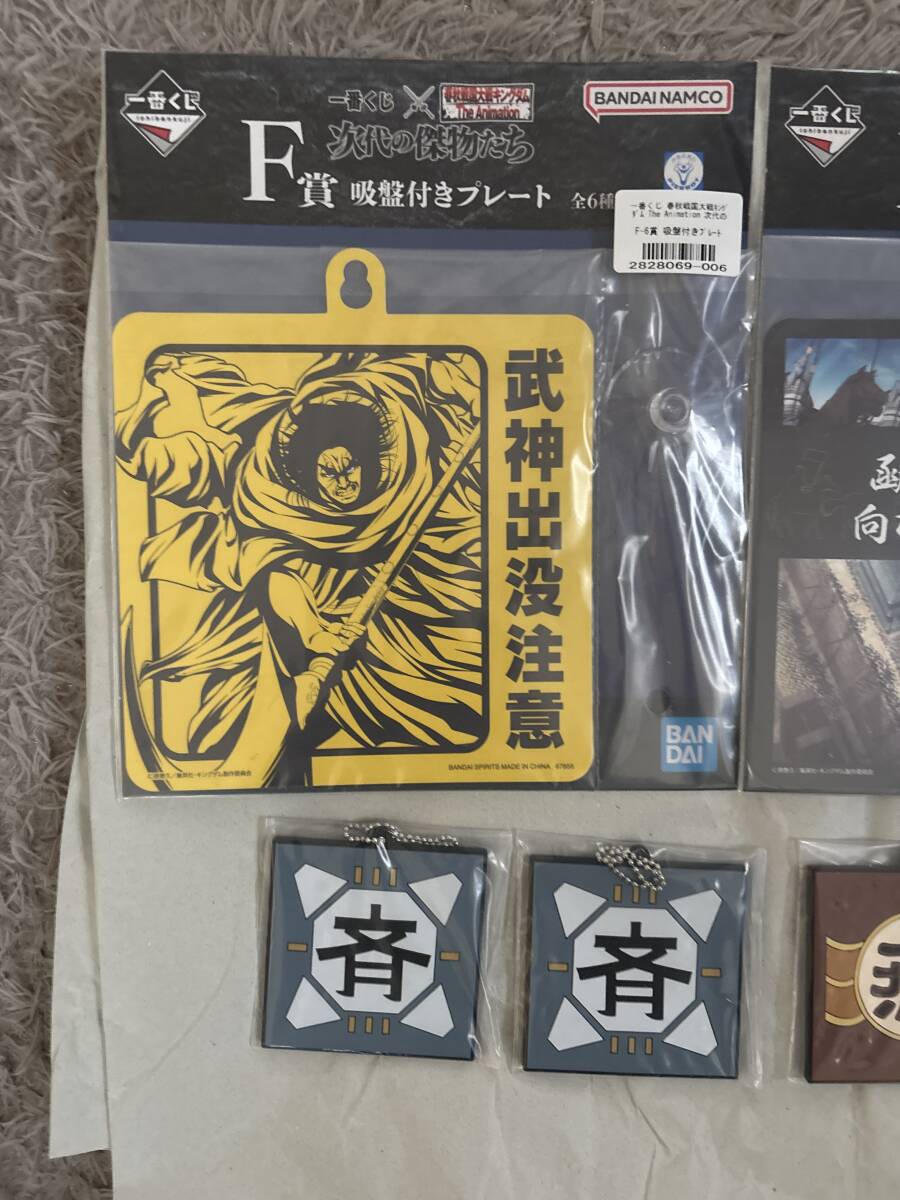 一番くじ
ichibankuji
一番くじ
春秋戦国大戦キングダム
The Animation
BANDAI NAMCO
次代の傑物たち
F賞 吸盤付きプレート 全6種
一番くじ 春秋戦国大戦ｷﾝｸﾞ
ﾀﾞﾑ The Animation 次代の
F-6賞 吸盤付きﾌﾟﾚｰﾄ
2828069-006
武神出没注意
BANDAI SPIRITS MADE IN CHINA
BAN
DAI
一番くじ
ichibankuji
函
向
斉
斉